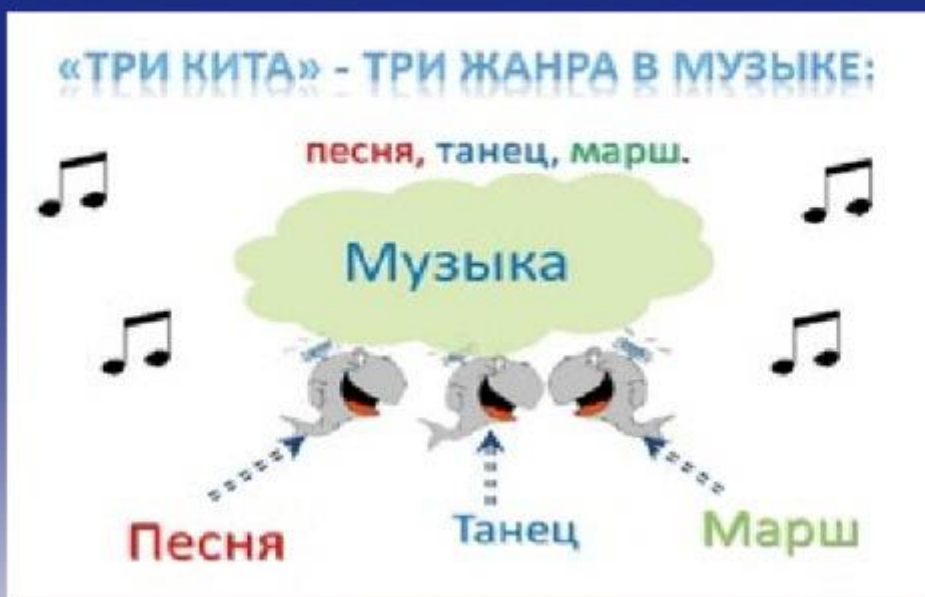 «ТРИ КИТА» - ТРИ ЖАНРА В МУЗЫКЕ:
песня, танец, марш.
Музыка
Песня Танец Марш